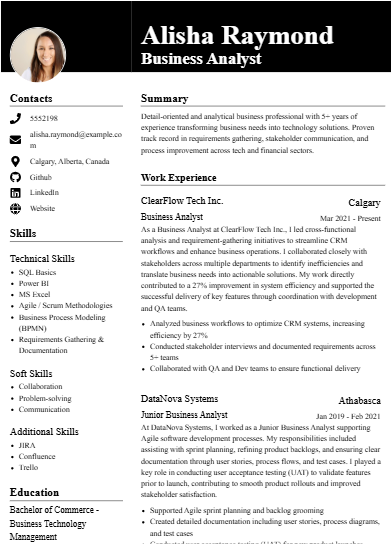 Alisha Raymond
Business Analyst
Contacts
5552198
alisha.raymond@example.co
m
Calgary, Alberta, Canada
Github
LinkedIn
Website
Skills
Technical Skills
SQL Basics
Power BI
MS Excel
Agile / Scrum Methodologies
Business Process Modeling
(BPMN)
Requirements Gathering &
Documentation
Soft Skills
Collaboration
Problem-solving
Communication
Additional Skills
JIRA
Confluence
Trello
Education
Bachelor of Commerce -
Business Technology
Management
Summary
Detail-oriented and analytical business professional with 5+ years of
experience transforming business needs into technology solutions. Proven
track record in requirements gathering, stakeholder communication, and
process improvement across tech and financial sectors.
Work Experience
ClearFlow Tech Inc. Calgary
Business Analyst Mar 2021 - Present
As a Business Analyst at ClearFlow Tech Inc., I led cross-functional
analysis and requirement-gathering initiatives to streamline CRM
workflows and enhance business operations. I collaborated closely with
stakeholders across multiple departments to identify inefficiencies and
translate business needs into actionable solutions. My work directly
contributed to a 27% improvement in system efficiency and supported the
successful delivery of key features through coordination with development
and QA teams.
Analyzed business workflows to optimize CRM systems, increasing
efficiency by 27%
Conducted stakeholder interviews and documented requirements across
5+ teams
Collaborated with QA and Dev teams to ensure functional delivery
DataNova Systems Athabasca
Junior Business Analyst Jan 2019 - Feb 2021
At DataNova Systems, I worked as a Junior Business Analyst supporting
Agile software development processes. My responsibilities included
assisting with sprint planning, refining product backlogs, and ensuring clear
documentation through user stories, process flows, and test cases. I played a
key role in conducting user acceptance testing (UAT) to validate features
prior to launch, contributing to smooth product rollouts and improved
stakeholder satisfaction.
Supported Agile sprint planning and backlog grooming
Created detailed documentation including user stories, process diagrams,
and test cases